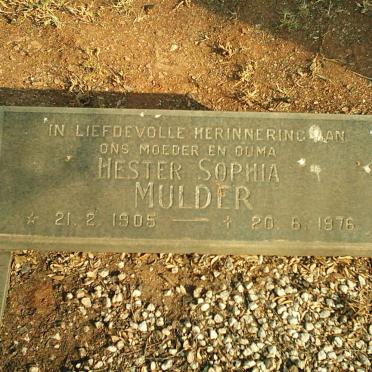 IN LIEFDEVOLLE HERINNERING AAN
ONS MOEDER EN OUMA
HESTER SOPHIA
MULDER
☆ 21.2.1905 — ✝ 20.6.1976